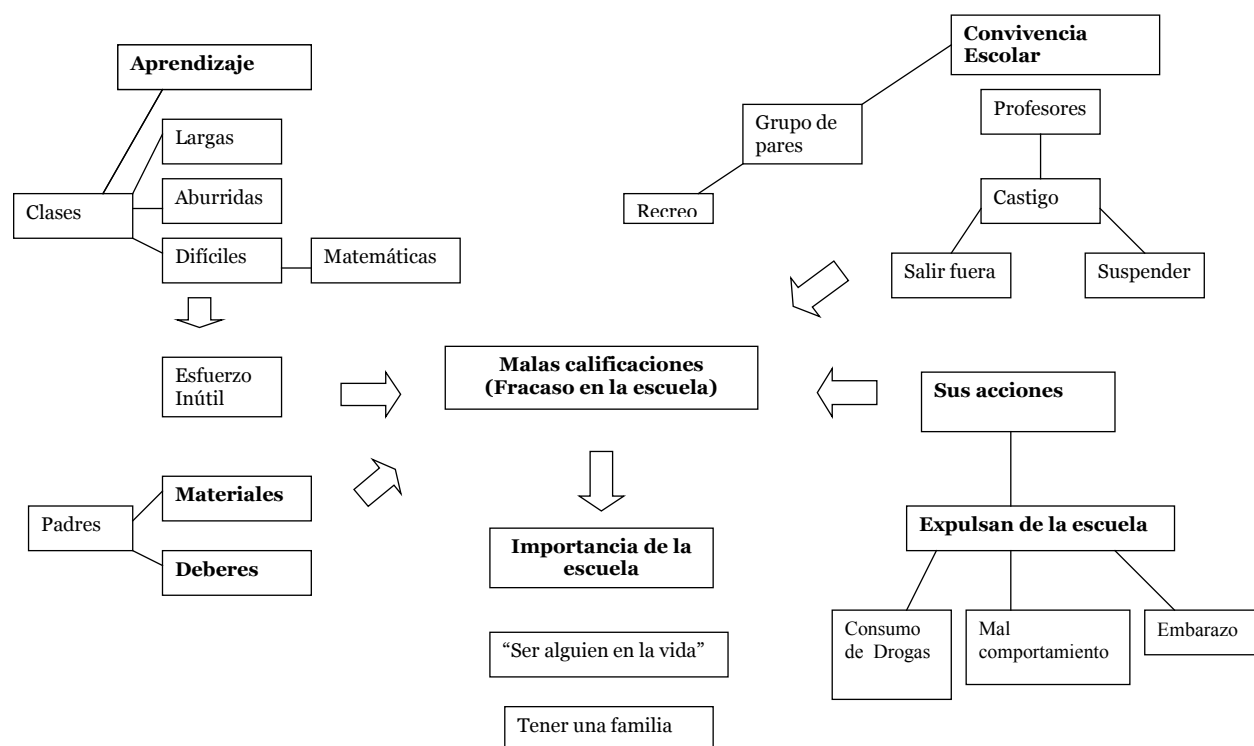 Aprendizaje
Largas
Clases
Aburridas
Difíciles
Matemáticas
Esfuerzo
Inútil
Padres
Materiales
Deberes
Convivencia
Escolar
Grupo de
pares
Recreo
Profesores
Castigo
Salir fuera
Suspender
Malas calificaciones
(Fracaso en la escuela)
Sus acciones
Importancia de la
escuela
“Ser alguien en la vida”
Tener una familia
Expulsan de la escuela
Consumo
de Drogas
Mal
comportamiento
Embarazo